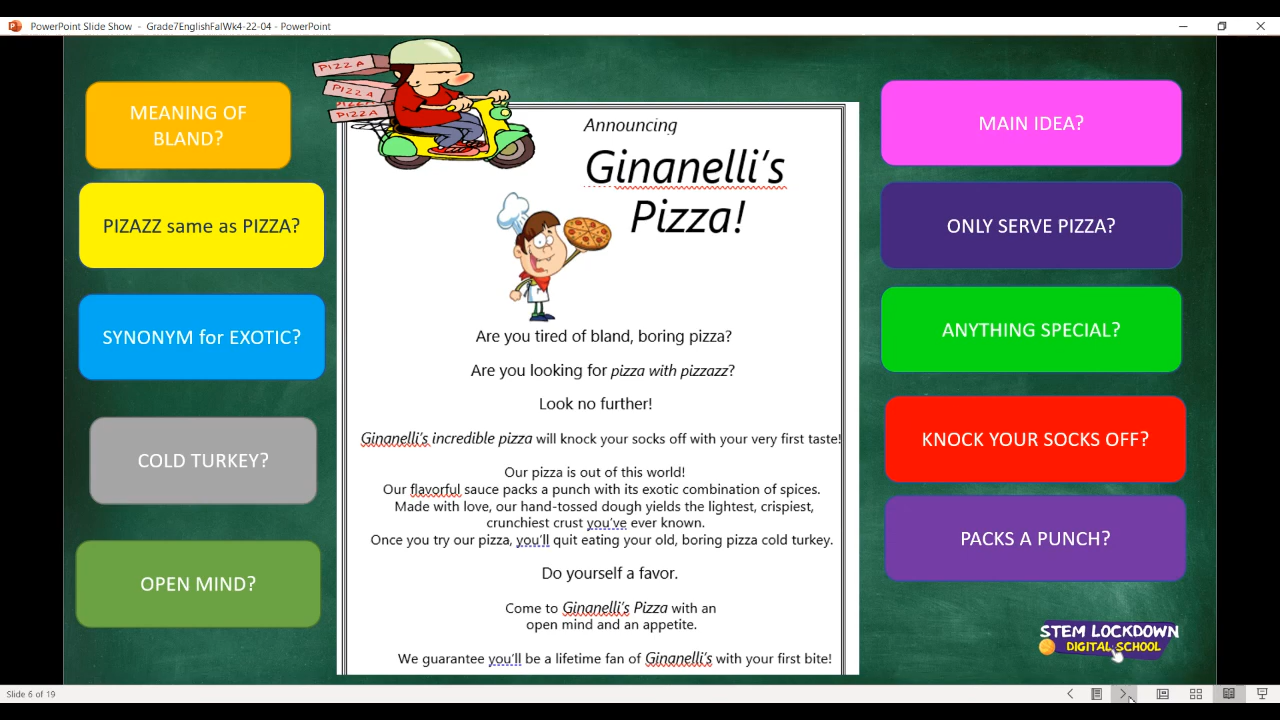 PowerPoint Slide Show - Grade7EnglishFalWk4-22-04 - PowerPoint
MEANING OF
BLAND?
PIZAZZ same as PIZZA?
SYNONYM for EXOTIC?
COLD TURKEY?
OPEN MIND?
PIZZA
PIZZA
PIZZA
PIZZA
Announcing
Ginanelli's
Pizza!
Are you tired of bland, boring pizza?
Are you looking for pizza with pizzazz?
Look no further!
Ginanelli's incredible pizza will knock your socks off with your very first taste!
Our pizza is out of this world!
Our flavorful sauce packs a punch with its exotic combination of spices.
Made with love, our hand-tossed dough yields the lightest, crispiest,
crunchiest crust you've ever known.
Once you try our pizza, you'll quit eating your old, boring pizza cold turkey.
Do yourself a favor.
Come to Ginanelli's Pizza with an
open mind and an appetite.
We guarantee you'll be a lifetime fan of Ginanelli's with your first bite!
MAIN IDEA?
ONLY SERVE PIZZA?
ANYTHING SPECIAL?
KNOCK YOUR SOCKS OFF?
PACKS A PUNCH?
STEM LOCKDOWN
DIGITAL SCHOOL
Slide 6 of 19